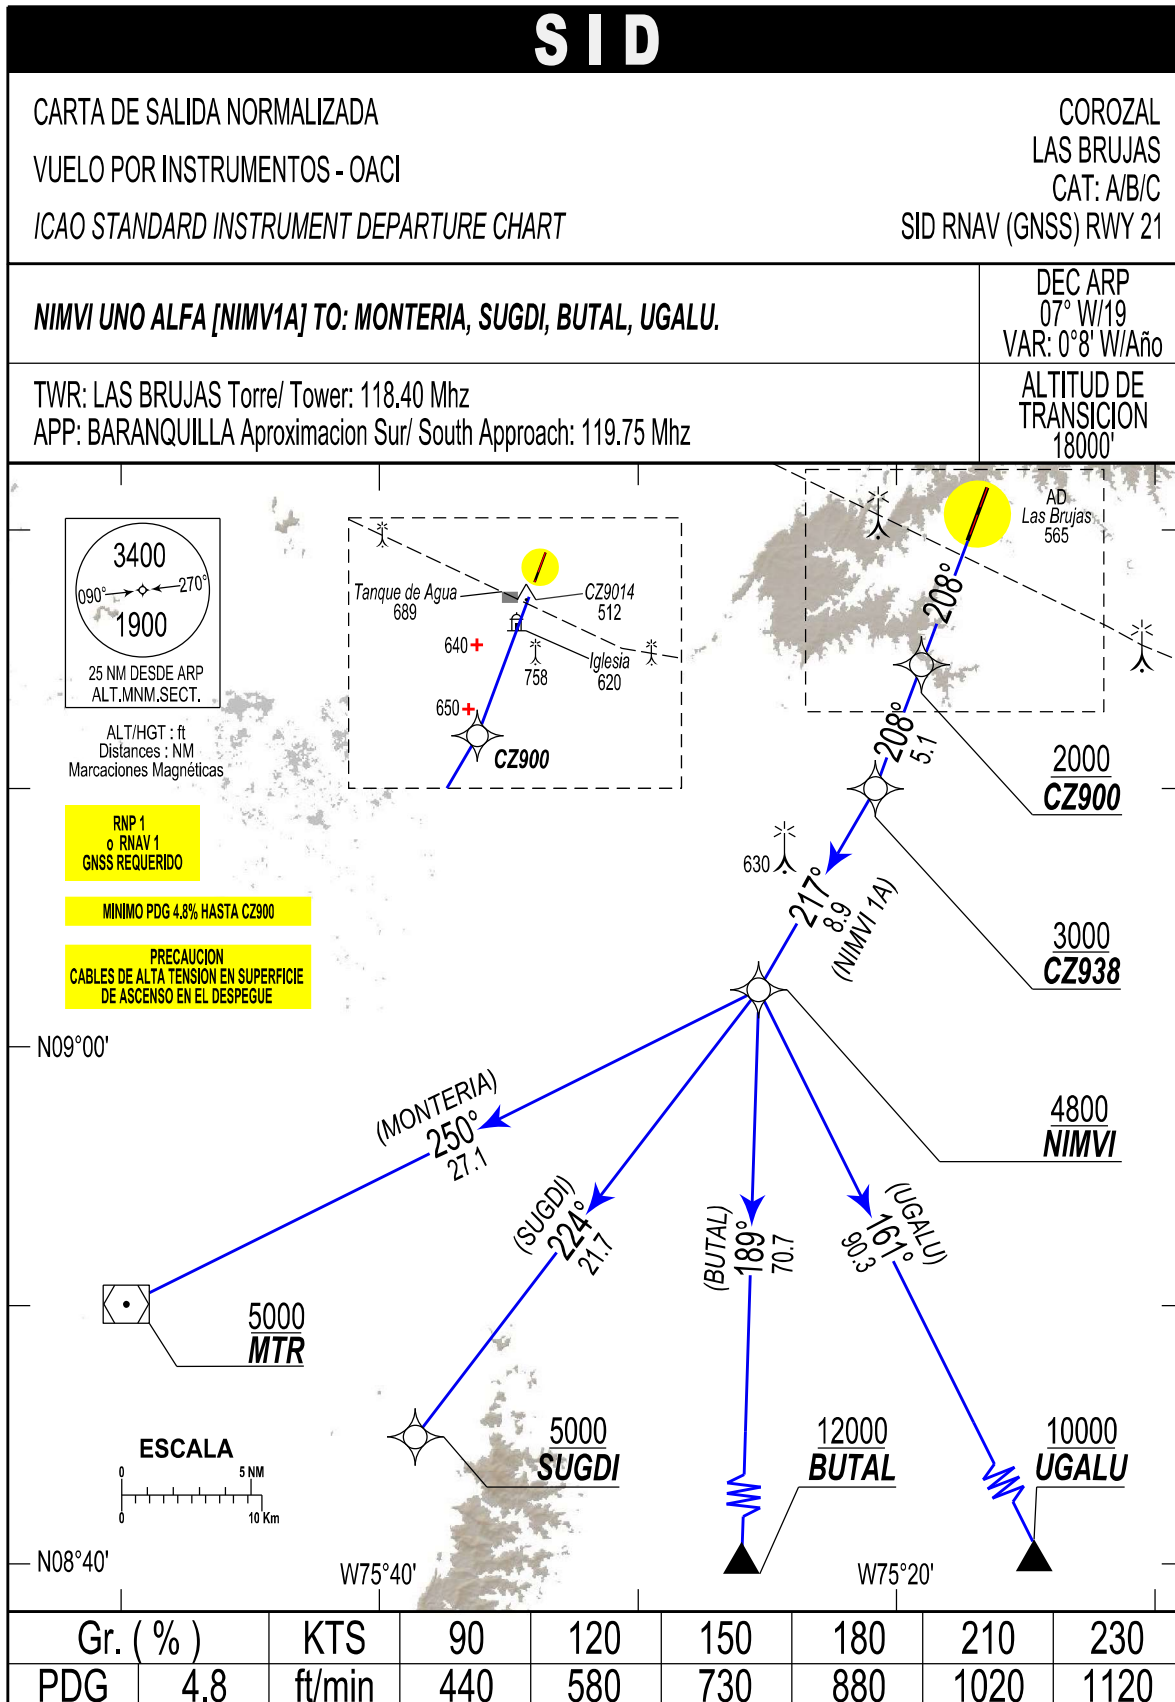 SID
CARTA DE SALIDA NORMALIZADA
VUELO POR INSTRUMENTOS - OACI
ICAO STANDARD INSTRUMENT DEPARTURE CHART
COROZAL
LAS BRUJAS
CAT: A/B/C
SID RNAV (GNSS) RWY 21
NIMVI UNO ALFA [NIMV1A] TO: MONTERIA, SUGDI, BUTAL, UGALU.
DEC ARP
07° W/19
VAR: 0°8' W/Año
TWR: LAS BRUJAS Torre/ Tower: 118.40 Mhz
APP: BARANQUILLA Aproximacion Sur/ South Approach: 119.75 Mhz
ALTITUD DE
TRANSICION
18000'
3400
090°
270°
1900
25 NM DESDE ARP
ALT.MNM.SECT.
ALT/HGT : ft
Distances : NM
Marcaciones Magnéticas
RNP 1
o RNAV 1
GNSS REQUERIDO
MINIMO PDG 4.8% HASTA CZ900
PRECAUCION
CABLES DE ALTA TENSION EN SUPERFICIE
DE ASCENSO EN EL DESPEGUE
Tanque de Agua
689
CZ9014
512
640
758
Iglesia
620
650
CZ900
AD
Las Brujas
565
208°
208°
5.1
2000
CZ900
630
217°
8.9
(NIMVI 1A)
3000
CZ938
N09°00'
4800
NIMVI
(MONTERIA)
250°
27.1
(SUGDI)
224°
21.7
(BUTAL)
189°
70.7
(UGALU)
161°
90.3
5000
MTR
5000
SUGDI
12000
BUTAL
10000
UGALU
ESCALA
0
5 NM
0
10 Km
N08°40'
W75°40'
W75°20'
Gr. ( % ) KTS 90 120 150 180 210 230
PDG 4.8 ft/min 440 580 730 880 1020 1120